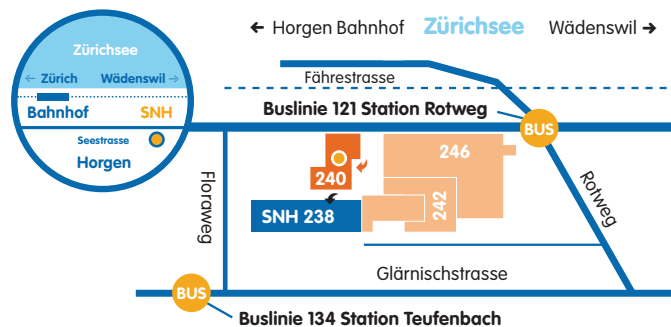 Zürichsee
← Zürich Wädenswil →
Bahnhof SNH
Seestrasse
Horgen
← Horgen Bahnhof Zürichsee Wädenswil →
Fährestrasse
Buslinie 121 Station Rotweg
BUS
246
240
242
SNH 238
Floraweg
Rotweg
Glärnischstrasse
BUS
Buslinie 134 Station Teufenbach